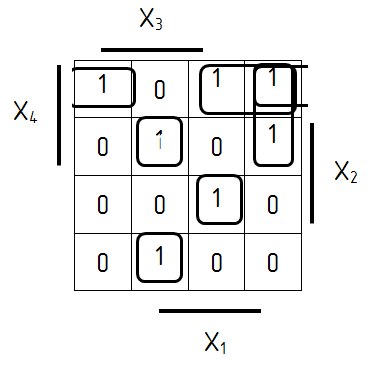 X₃
1 0 1 1
X₄
0 1 0 1
X₂
0 0 1 0
0 1 0 0
X₁